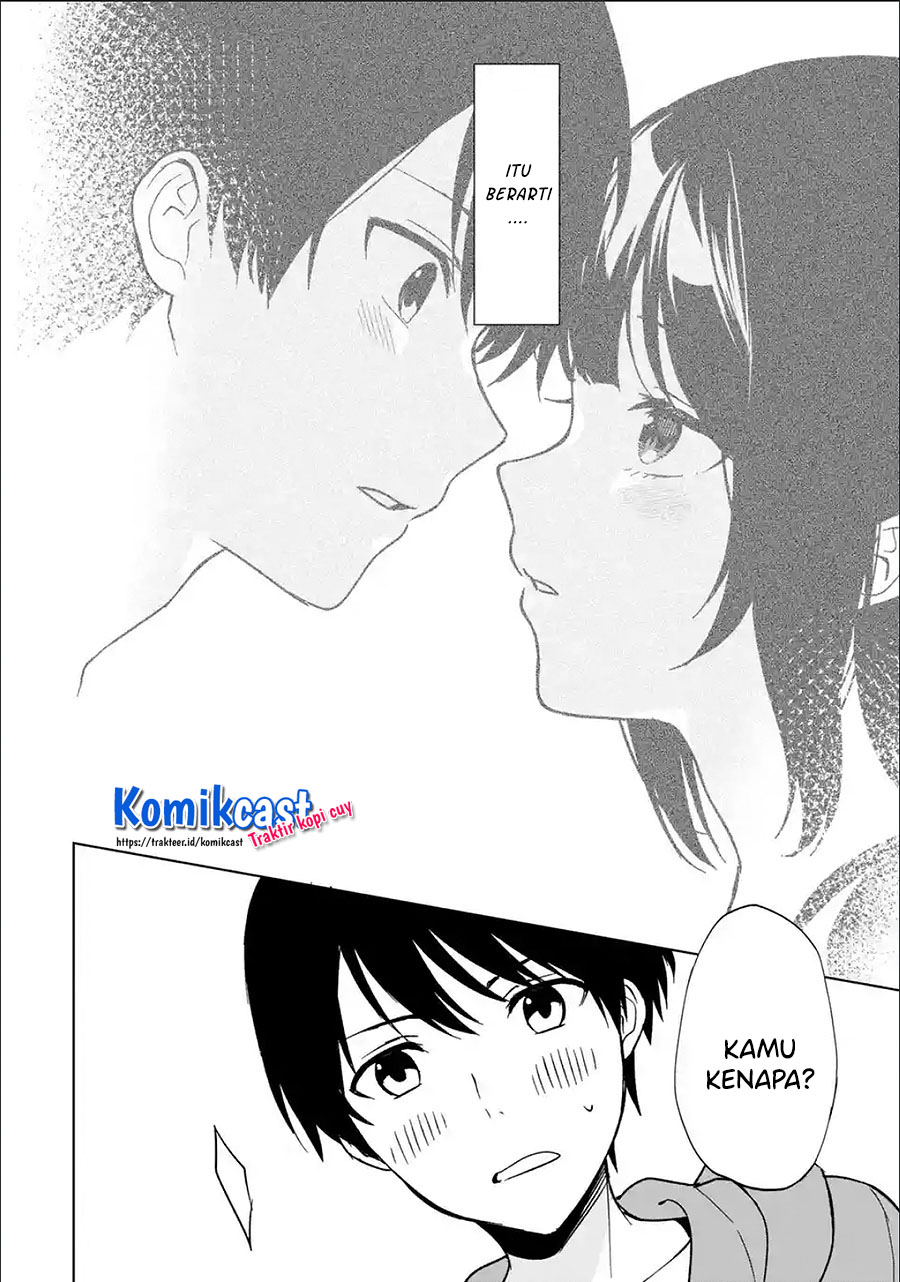 ITU
BERARTI
....
Komikcast
Traktir kopi cuy
https://trakteer.id/komikcast
KAMU
KENAPA?